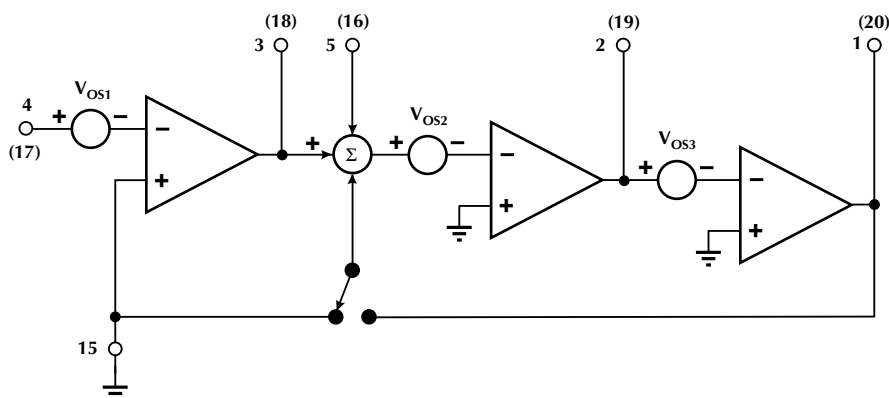 (18) (16) (19) (20)
3 5 2 1
4 + V_OS1 −
(17)
−
+
+ Σ
+ V_OS2 −
−
+
+ V_OS3 −
−
+
15